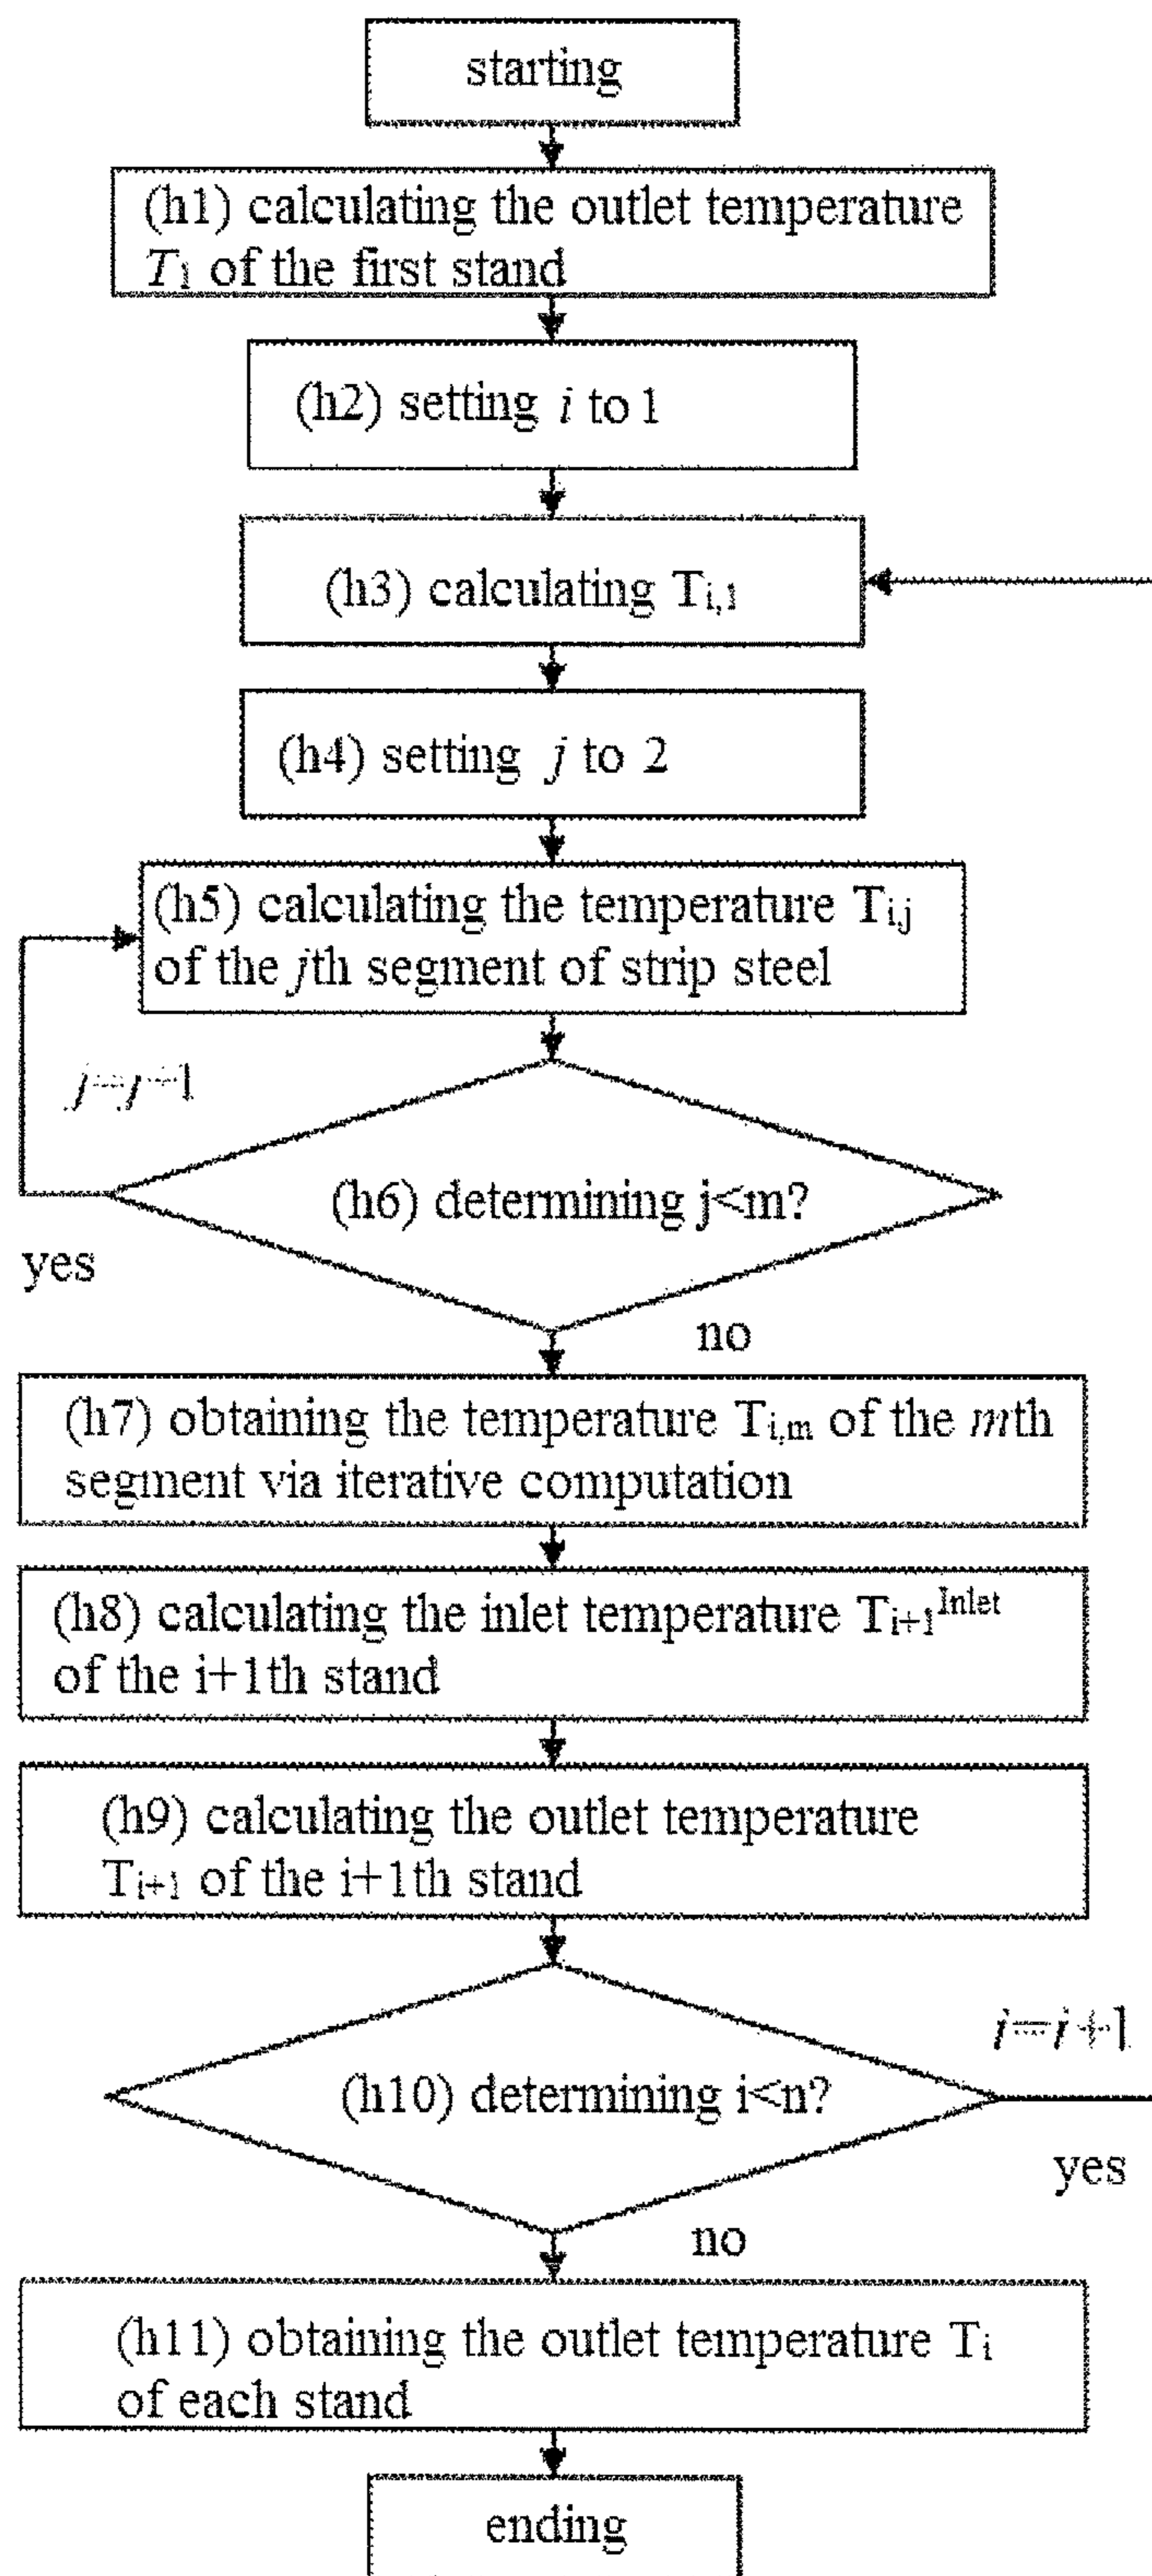 starting
(h1) calculating the outlet temperature
T₁ of the first stand
(h2) setting i to 1
(h3) calculating Tᵢ,₁
(h4) setting j to 2
(h5) calculating the temperature Tᵢ,ⱼ
of the jth segment of strip steel
j=j+1
(h6) determining j<m?
yes
no
(h7) obtaining the temperature Tᵢ,ₘ of the mth
segment via iterative computation
(h8) calculating the inlet temperature Tᵢ₊₁ᴵⁿˡᵉᵗ
of the i+1th stand
(h9) calculating the outlet temperature
Tᵢ₊₁ of the i+1th stand
i=i+1
(h10) determining i<n?
yes
no
(h11) obtaining the outlet temperature Tᵢ
of each stand
ending